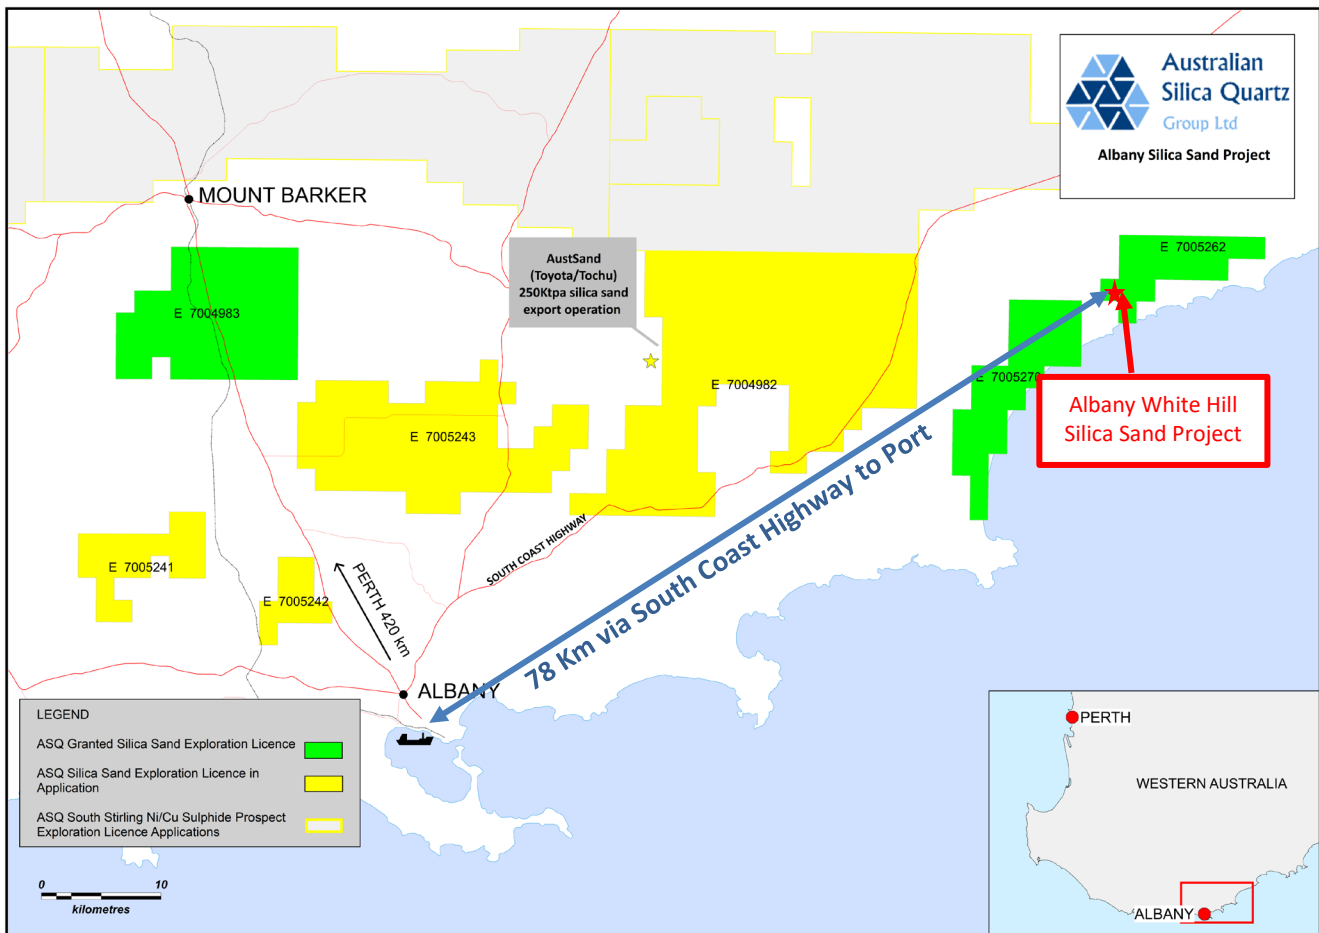 Australian
Silica Quartz
Group Ltd
Albany Silica Sand Project
MOUNT BARKER
E 7005262
AustSand
(Toyota/Tochu)
250Ktpa silica sand
export operation
E 7004983
E 7004982
E 7005270
Albany White Hill
Silica Sand Project
E 7005243
78 Km via South Coast Highway to Port
SOUTH COAST HIGHWAY
E 7005241
E 7005242
PERTH 420 km
ALBANY
LEGEND
ASQ Granted Silica Sand Exploration Licence
ASQ Silica Sand Exploration Licence in
Application
ASQ South Stirling Ni/Cu Sulphide Prospect
Exploration Licence Applications
0 10
kilometres
PERTH
WESTERN AUSTRALIA
ALBANY